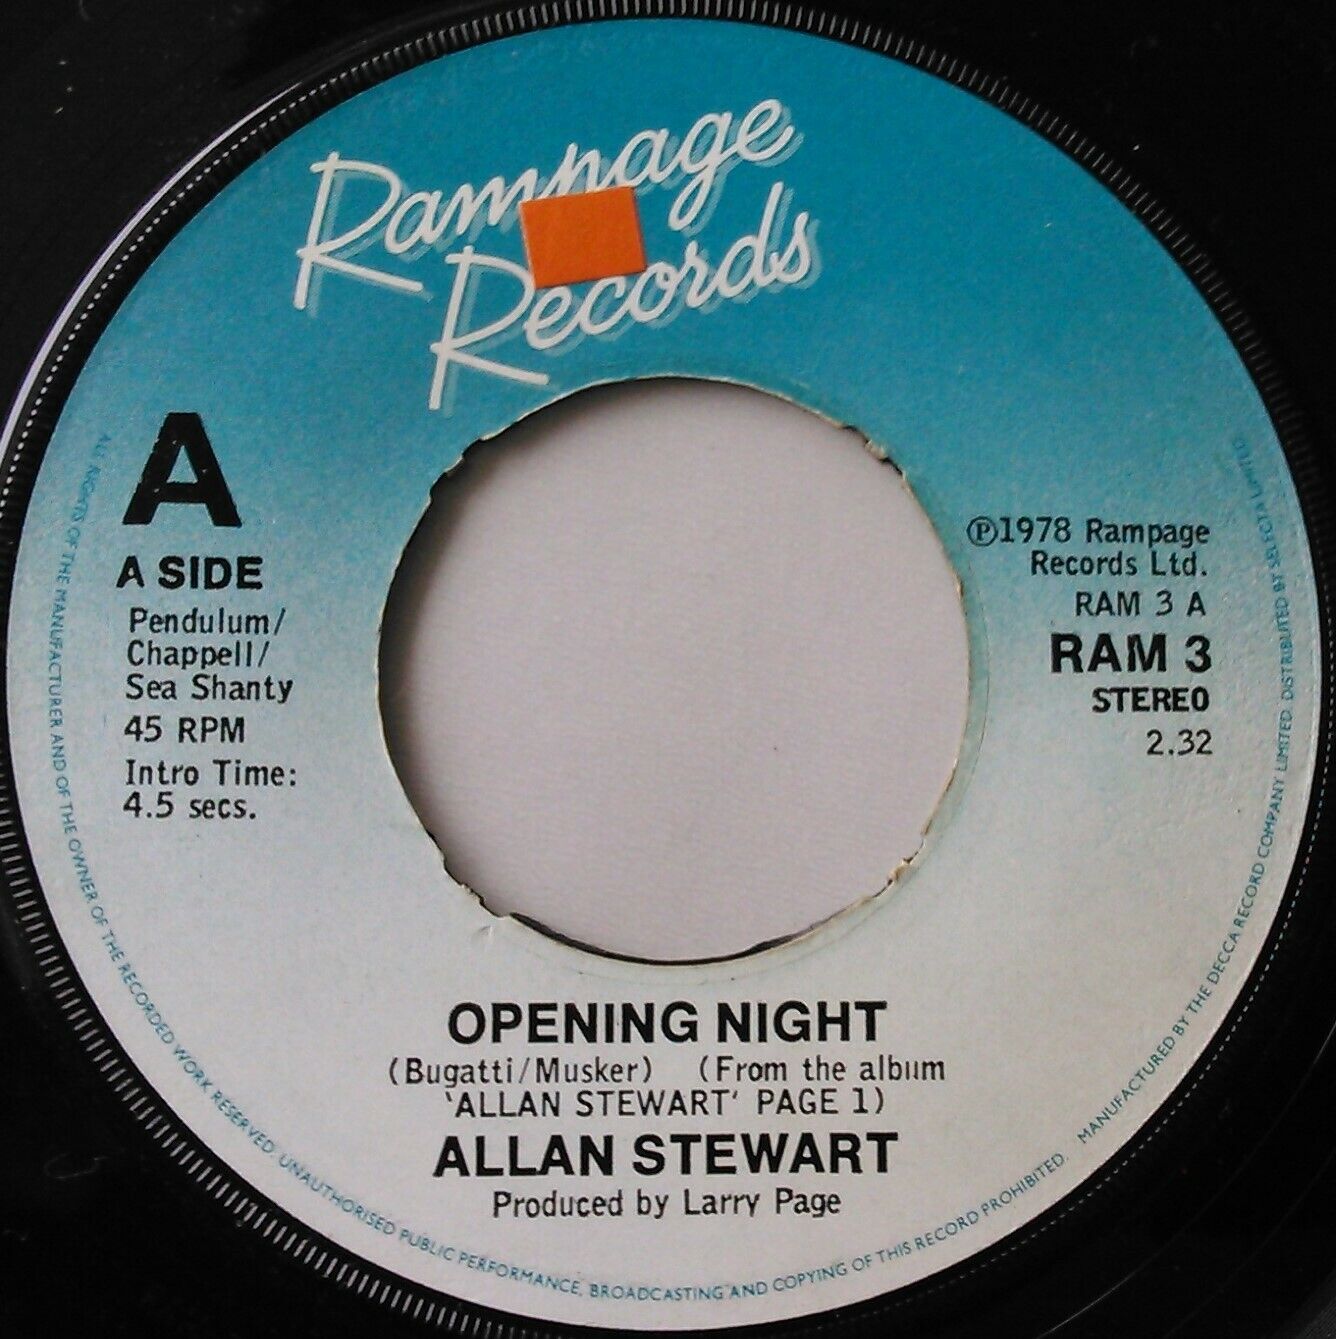 Rampage
Records
A
A SIDE
Pendulum/
Chappell/
Sea Shanty
45 RPM
Intro Time:
4.5 secs.
℗1978 Rampage
Records Ltd.
RAM 3 A
RAM 3
STEREO
2.32
OPENING NIGHT
(Bugatti/Musker) (From the album
'ALLAN STEWART' PAGE 1)
ALLAN STEWART
Produced by Larry Page
ALL RIGHTS OF THE MANUFACTURER AND OF THE OWNER OF THE RECORDED WORK RESERVED. UNAUTHORISED PUBLIC PERFORMANCE, BROADCASTING AND COPYING OF THIS RECORD PROHIBITED. MANUFACTURED BY THE DECCA RECORD COMPANY LIMITED. DISTRIBUTED BY SELECTA LIMITED.